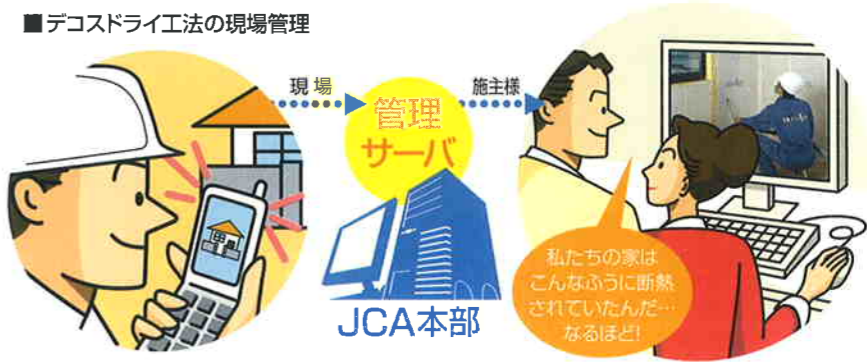 ■デコスドライ工法の現場管理
現場
管理
サーバ
施主様
JCA本部
私たちの家は
こんなふうに断熱
されていたんだ…
なるほど!